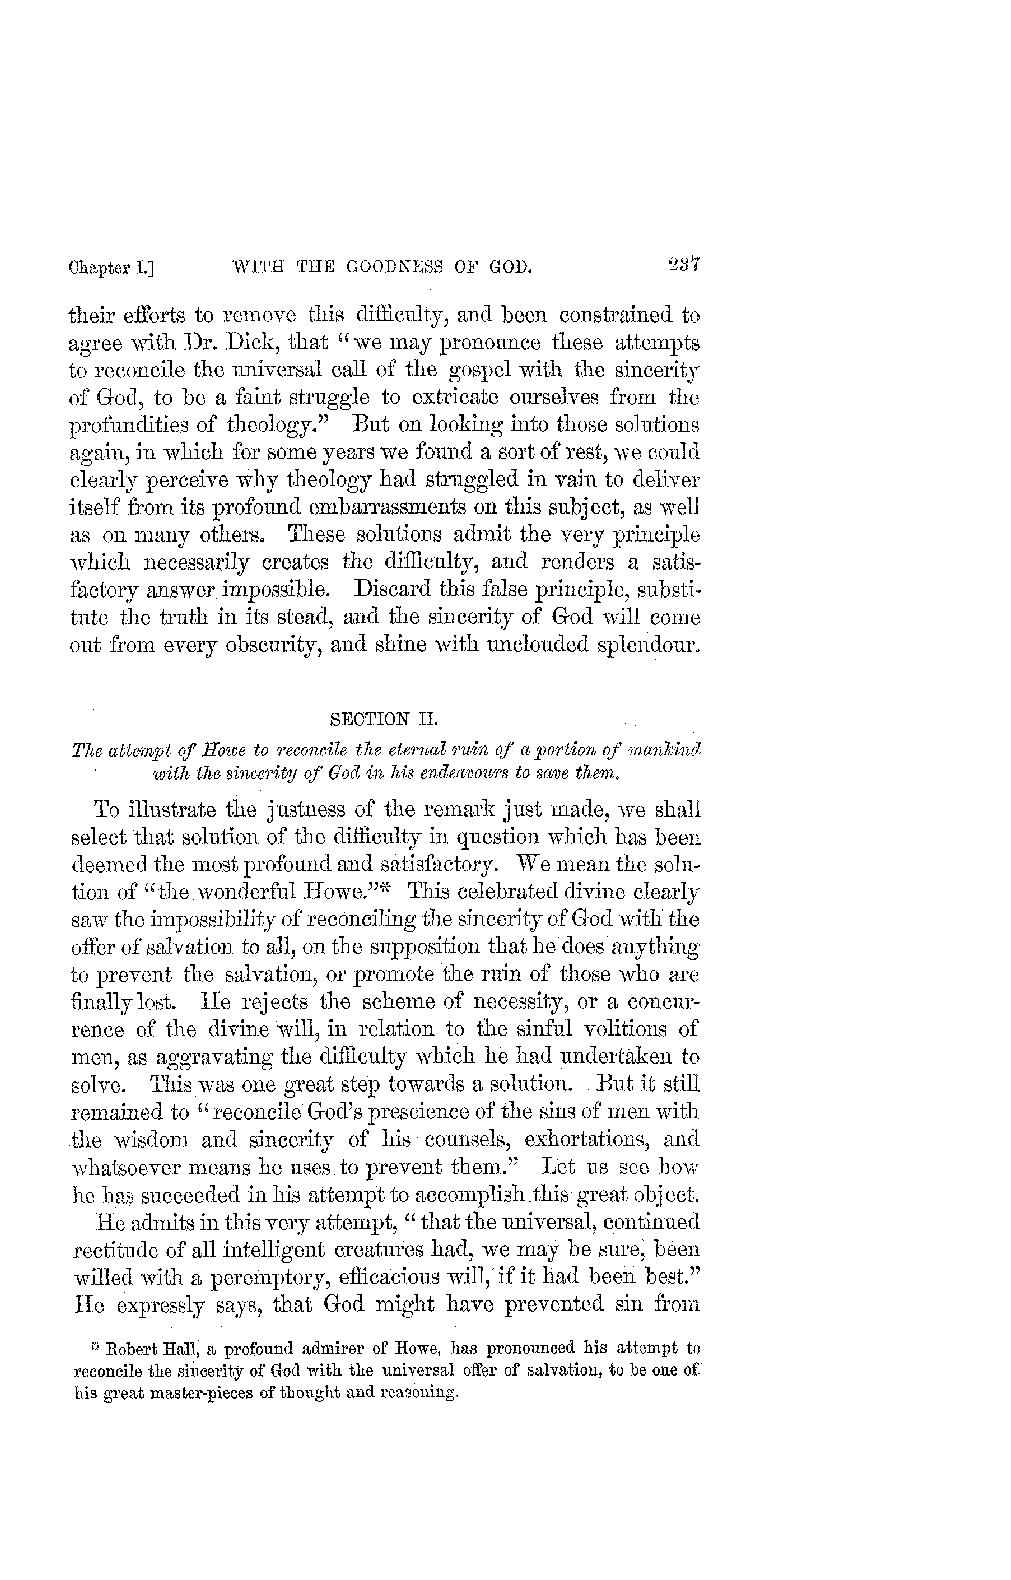 Chapter I.] WITH THE GOODNESS OF GOD. 237
their efforts to remove this difficulty, and been constrained to
agree with Dr. Dick, that “we may pronounce these attempts
to reconcile the universal call of the gospel with the sincerity
of God, to be a faint struggle to extricate ourselves from the
profundities of theology.” But on looking into those solutions
again, in which for some years we found a sort of rest, we could
clearly perceive why theology had struggled in vain to deliver
itself from its profound embarrassments on this subject, as well
as on many others. These solutions admit the very principle
which necessarily creates the difficulty, and renders a satis-
factory answer impossible. Discard this false principle, substi-
tute the truth in its stead, and the sincerity of God will come
out from every obscurity, and shine with unclouded splendour.
SECTION II.
The attempt of Howe to reconcile the eternal ruin of a portion of mankind
with the sincerity of God in his endeavours to save them.
To illustrate the justness of the remark just made, we shall
select that solution of the difficulty in question which has been
deemed the most profound and satisfactory. We mean the solu-
tion of “the wonderful Howe.”* This celebrated divine clearly
saw the impossibility of reconciling the sincerity of God with the
offer of salvation to all, on the supposition that he does anything
to prevent the salvation, or promote the ruin of those who are
finally lost. He rejects the scheme of necessity, or a concur-
rence of the divine will, in relation to the sinful volitions of
men, as aggravating the difficulty which he had undertaken to
solve. This was one great step towards a solution. But it still
remained to “reconcile God’s prescience of the sins of men with
the wisdom and sincerity of his counsels, exhortations, and
whatsoever means he uses to prevent them.” Let us see how
he has succeeded in his attempt to accomplish this great object.
He admits in this very attempt, “that the universal, continued
rectitude of all intelligent creatures had, we may be sure, been
willed with a peremptory, efficacious will, if it had been best.”
He expressly says, that God might have prevented sin from
* Robert Hall, a profound admirer of Howe, has pronounced his attempt to
reconcile the sincerity of God with the universal offer of salvation, to be one of
his great master-pieces of thought and reasoning.